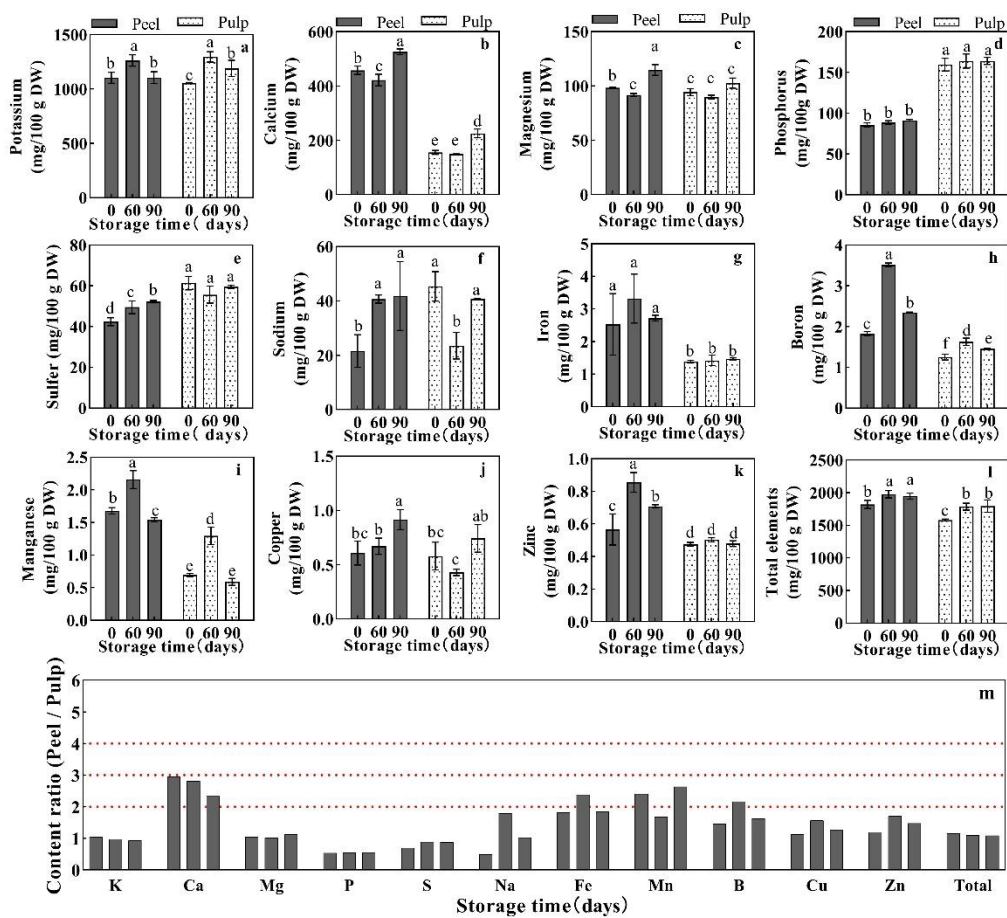 Peel Pulp Peel Pulp Peel Pulp Peel Pulp
Potassium
(mg/100 g DW)
1500
1000
500
0
a
b a b c a b
0 60 90 0 60 90
Storage time(days)
Calcium
(mg/100 g DW)
600
400
200
0
b
b c a e e d
0 60 90 0 60 90
Storage time(days)
Magnesium
(mg/100 g DW)
150
100
50
0
c
b c a c c b
0 60 90 0 60 90
Storage time(days)
Phosphorus
(mg/100g DW)
200
150
100
50
0
d
b b b a a a
0 60 90 0 60 90
Storage time(days)
Sulfer (mg/100 g DW)
80
60
40
20
0
e
d c b a a a
0 60 90 0 60 90
Storage time(days)
Sodium
(mg/100 g DW)
60
40
20
0
f
b a a a b a
0 60 90 0 60 90
Storage time(days)
Iron
(mg/100 g DW)
5
4
3
2
1
0
g
a a a b b b
0 60 90 0 60 90
Storage time(days)
Boron
(mg/100 g DW)
4
3
2
1
0
h
c a b f d e
0 60 90 0 60 90
Storage time(days)
Manganese
(mg/100 g DW)
2.5
2.0
1.5
1.0
0.5
0.0
i
b a c e d e
0 60 90 0 60 90
Storage time(days)
Copper
(mg/100 g DW)
1.5
1.0
0.5
0.0
j
bc b a bc c ab
0 60 90 0 60 90
Storage time(days)
Zinc
(mg/100 g DW)
1.0
0.8
0.6
0.4
0.2
0.0
k
c a b d d d
0 60 90 0 60 90
Storage time(days)
Total elements
(mg/100 g DW)
2500
2000
1500
1000
500
0
l
b a a c b b
0 60 90 0 60 90
Storage time(days)
Content ratio (Peel / Pulp)
6
5
4
3
2
1
0
m
K Ca Mg P S Na Fe Mn B Cu Zn Total
Storage time(days)